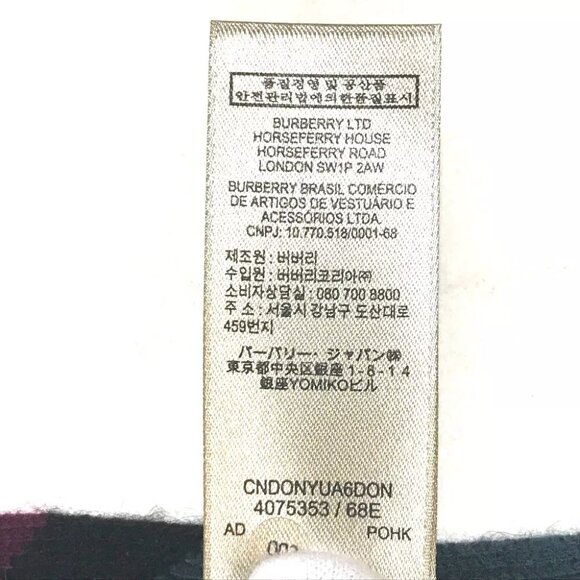 품질경영 및 공산품
안전관리법에의한품질표시
BURBERRY LTD
HORSEFERRY HOUSE
HORSEFERRY ROAD
LONDON SW1P 2AW
BURBERRY BRASIL COMÉRCIO
DE ARTIGOS DE VESTUÁRIO E
ACESSÓRIOS LTDA.
CNPJ: 10.770.518/0001-68
제조원 : 버버리
수입원 : 버버리코리아㈜
소비자상담실 : 080 700 8800
주 소 : 서울시 강남구 도산대로
459번지
バーバリー・ジャパン㈱
東京都中央区銀座1-8-14
銀座YOMIKOビル
CNDONYUA6DON
4075353 / 68E
AD POHK